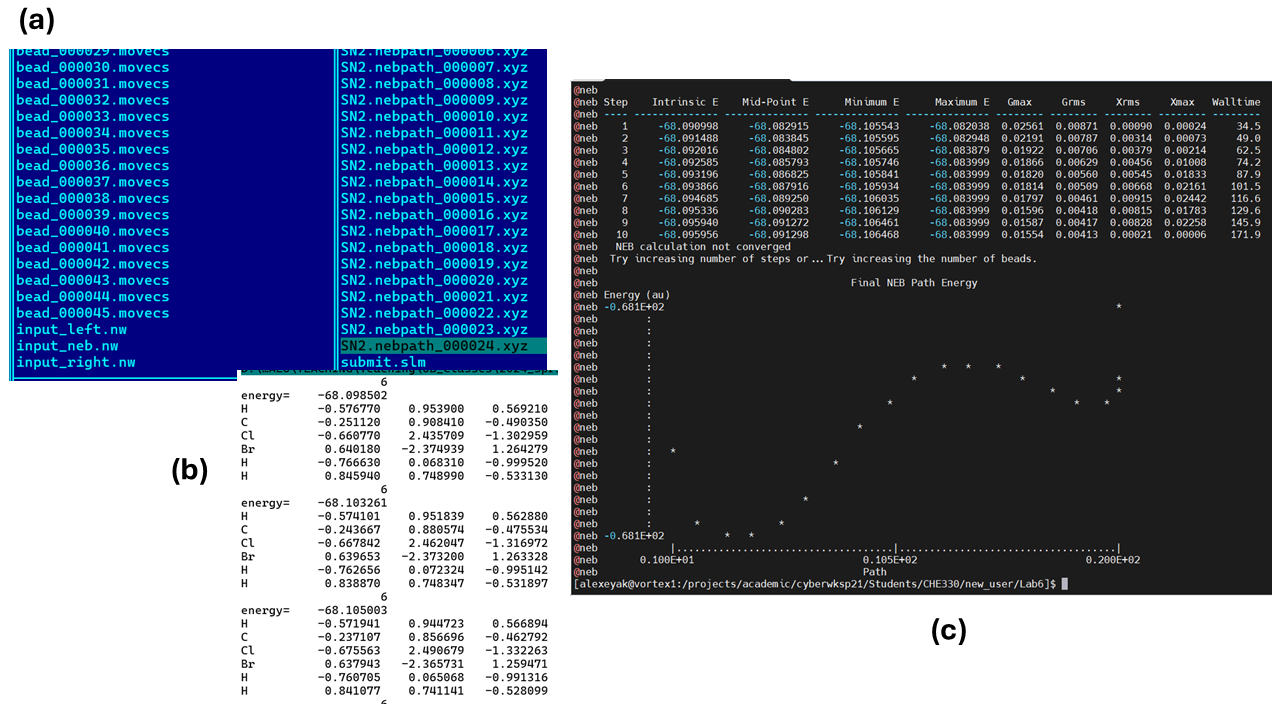 (a)
bead_000029.movecs
bead_000030.movecs
bead_000031.movecs
bead_000032.movecs
bead_000033.movecs
bead_000034.movecs
bead_000035.movecs
bead_000036.movecs
bead_000037.movecs
bead_000038.movecs
bead_000039.movecs
bead_000040.movecs
bead_000041.movecs
bead_000042.movecs
bead_000043.movecs
bead_000044.movecs
bead_000045.movecs
input_left.nw
input_neb.nw
input_right.nw
SN2.nebpath_000006.xyz
SN2.nebpath_000007.xyz
SN2.nebpath_000008.xyz
SN2.nebpath_000009.xyz
SN2.nebpath_000010.xyz
SN2.nebpath_000011.xyz
SN2.nebpath_000012.xyz
SN2.nebpath_000013.xyz
SN2.nebpath_000014.xyz
SN2.nebpath_000015.xyz
SN2.nebpath_000016.xyz
SN2.nebpath_000017.xyz
SN2.nebpath_000018.xyz
SN2.nebpath_000019.xyz
SN2.nebpath_000020.xyz
SN2.nebpath_000021.xyz
SN2.nebpath_000022.xyz
SN2.nebpath_000023.xyz
SN2.nebpath_000024.xyz
submit.slm
(b)
6
energy= -68.098502
H -0.576770 0.953900 0.569210
C -0.251120 0.908410 -0.490350
Cl -0.660770 2.435709 -1.302959
Br 0.640180 -2.374939 1.264279
H -0.766630 0.068310 -0.999520
H 0.845940 0.748990 -0.533130
6
energy= -68.103261
H -0.574101 0.951839 0.562880
C -0.243667 0.880574 -0.475534
Cl -0.667842 2.462047 -1.316972
Br 0.639653 -2.373200 1.263328
H -0.762656 0.072324 -0.995142
H 0.838870 0.748347 -0.531897
6
energy= -68.105003
H -0.571941 0.944723 0.566894
C -0.237107 0.856696 -0.462792
Cl -0.675563 2.490679 -1.332263
Br 0.637943 -2.365731 1.259471
H -0.760705 0.065068 -0.991316
H 0.841077 0.741141 -0.528099
6
@neb
@neb Step Intrinsic E Mid-Point E Minimum E Maximum E Gmax Grms Xrms Xmax Walltime
@neb ---- -------------- -------------- -------------- -------------- -------- -------- -------- -------- --------
@neb 1 -68.090998 -68.082915 -68.105543 -68.082038 0.02561 0.00871 0.00090 0.00024 34.5
@neb 2 -68.091488 -68.083845 -68.105595 -68.082948 0.02191 0.00787 0.00314 0.00073 49.0
@neb 3 -68.092016 -68.084802 -68.105665 -68.083879 0.01922 0.00706 0.00379 0.00214 62.5
@neb 4 -68.092585 -68.085793 -68.105746 -68.083999 0.01866 0.00629 0.00456 0.01008 74.2
@neb 5 -68.093196 -68.086825 -68.105841 -68.083999 0.01820 0.00560 0.00545 0.01833 87.9
@neb 6 -68.093866 -68.087916 -68.105934 -68.083999 0.01814 0.00509 0.00668 0.02161 101.5
@neb 7 -68.094685 -68.089250 -68.106035 -68.083999 0.01797 0.00461 0.00915 0.02442 116.6
@neb 8 -68.095336 -68.090283 -68.106129 -68.083999 0.01596 0.00418 0.00815 0.01783 129.6
@neb 9 -68.095940 -68.091272 -68.106461 -68.083999 0.01587 0.00417 0.00828 0.02258 145.9
@neb 10 -68.095956 -68.091298 -68.106468 -68.083999 0.01554 0.00413 0.00021 0.00006 171.9
@neb NEB calculation not converged
@neb Try increasing number of steps or...Try increasing the number of beads.
@neb
@neb Final NEB Path Energy
@neb Energy (au)
@neb -0.681E+02 *
@neb :
@neb :
@neb :
@neb :
@neb : * * *
@neb : * * *
@neb : * *
@neb : * * *
@neb :
@neb : *
@neb :
@neb : *
@neb : *
@neb :
@neb :
@neb : *
@neb :
@neb : * *
@neb -0.681E+02 * *
@neb |..................|..................|
@neb 0.100E+01 0.105E+02 0.200E+02
@neb Path
[alexeyak@vortex1:/projects/academic/cyberwksp21/Students/CHE330/new_user/Lab6]$
(c)